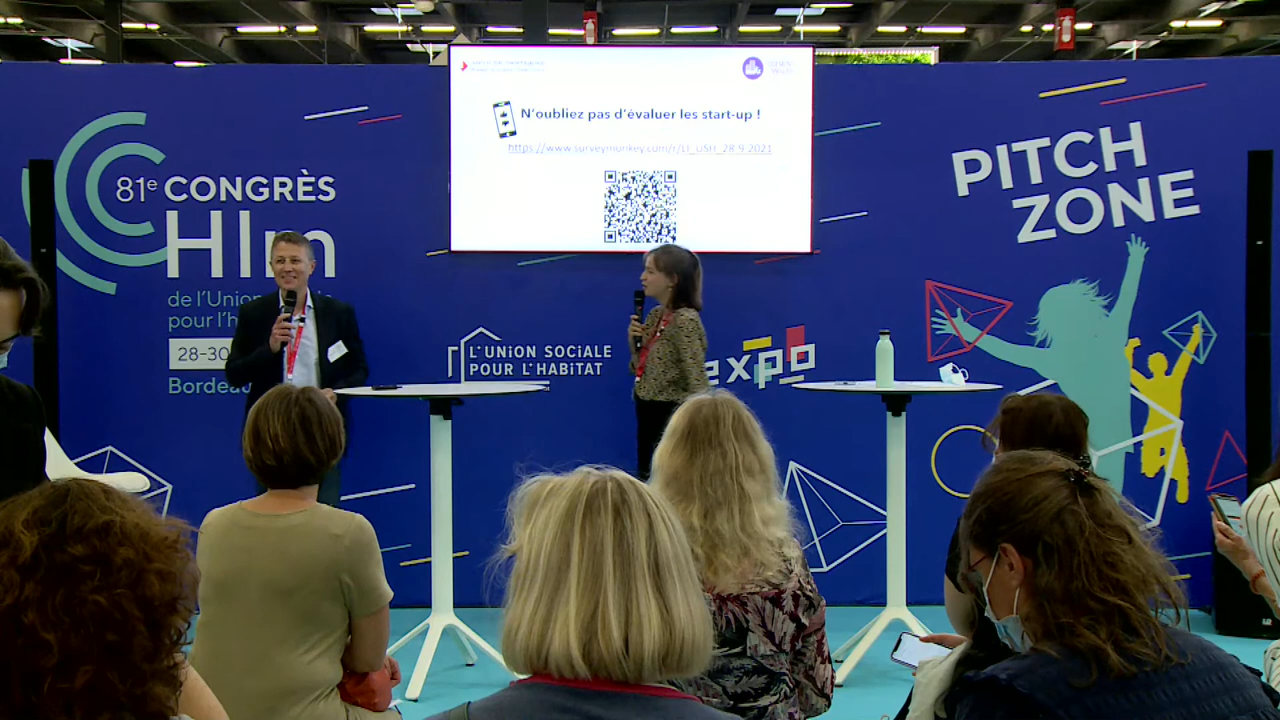 N'oubliez pas d'évaluer les start-up !
https://www.surveymonkey.com/r/LI_USH_28.9.2021
81e CONGRÈS
Hlm
de l'Union
pour l'h
28-30
Bordea
L'UNiON SOCiALE
POUR L'HABiTAT
expo
PITCH
ZONE